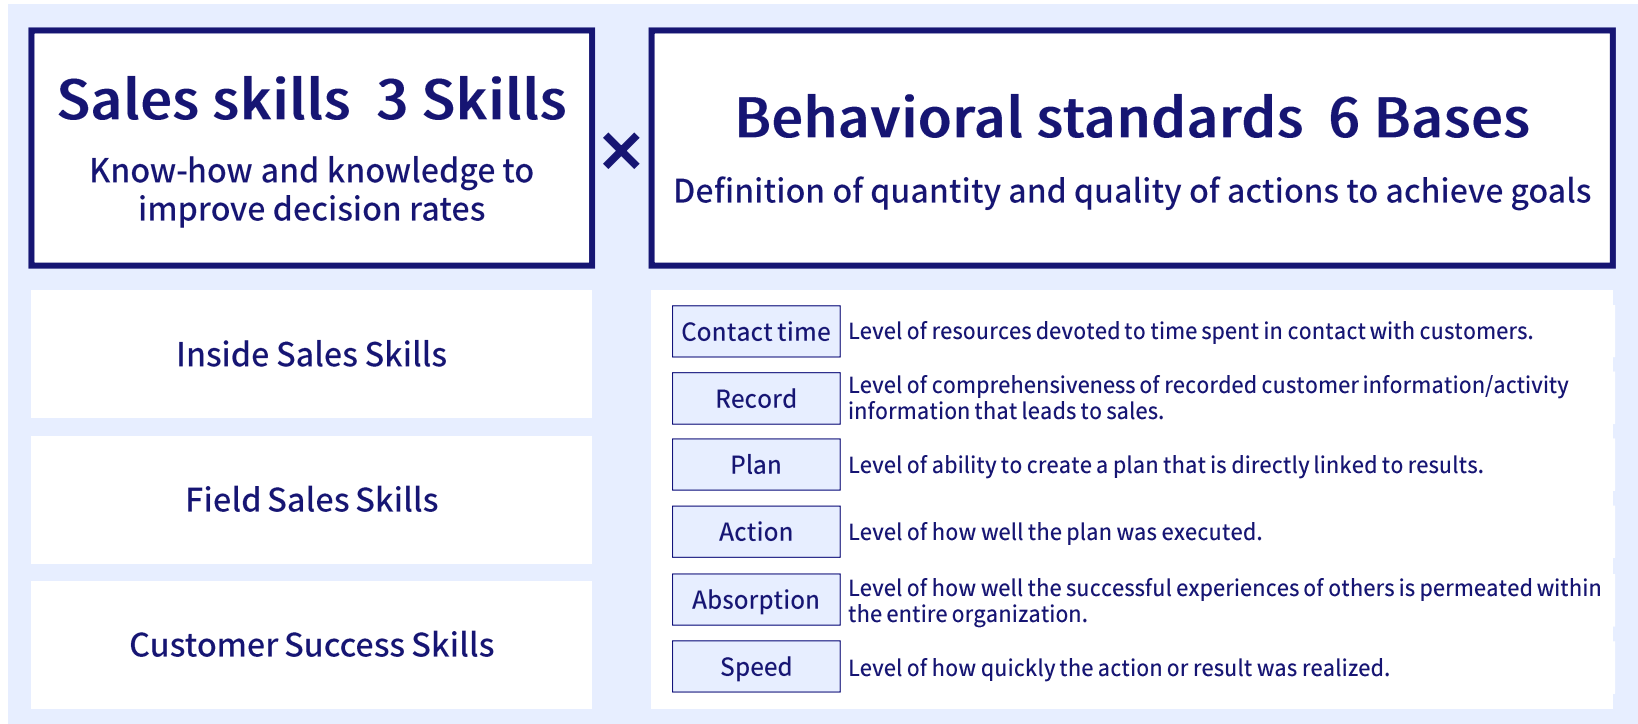 Sales skills 3 Skills
Know-how and knowledge to
improve decision rates
×
Behavioral standards 6 Bases
Definition of quantity and quality of actions to achieve goals
Inside Sales Skills
Field Sales Skills
Customer Success Skills
Contact time Level of resources devoted to time spent in contact with customers.
Record Level of comprehensiveness of recorded customer information/activity
information that leads to sales.
Plan Level of ability to create a plan that is directly linked to results.
Action Level of how well the plan was executed.
Absorption Level of how well the successful experiences of others is permeated within
the entire organization.
Speed Level of how quickly the action or result was realized.